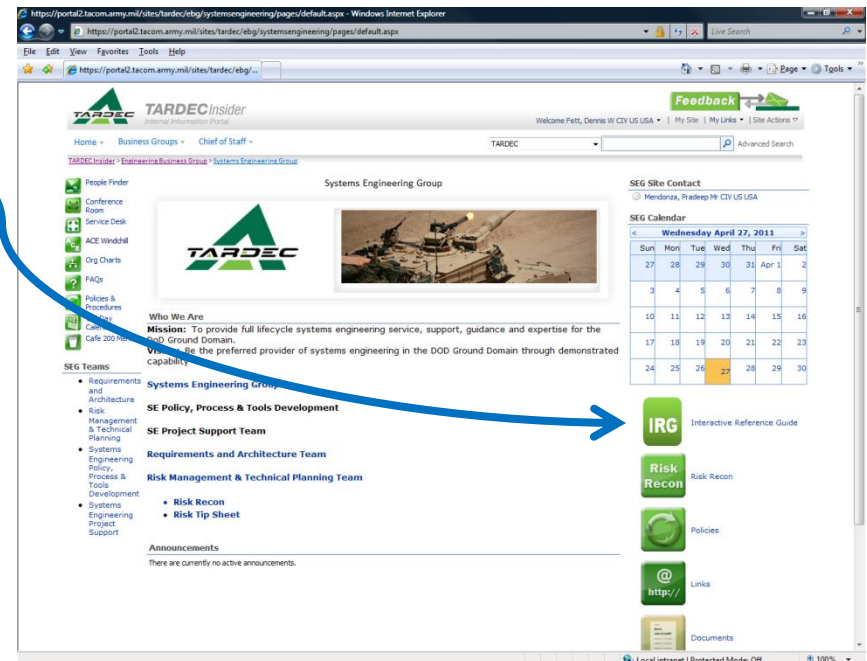 https://portal2.tacom.army.mil/sites/tardec/ebg/systemsengineering/pages/default.aspx - Windows Internet Explorer
https://portal2.tacom.army.mil/sites/tardec/ebg/systemsengineering/pages/default.aspx
Live Search
File Edit View Favorites Tools Help
https://portal2.tacom.army.mil/sites/tardec/ebg/...
Page Tools
TARDEC
TARDECInsider
Internal Information Portal
Feedback
Welcome Fett, Dennis W CIV US USA | My Site | My Links | Site Actions
Home Business Groups Chief of Staff
TARDEC
Advanced Search
TARDEC Insider > Engineering Business Group > Systems Engineering Group
People Finder
Conference Room
Service Desk
ACE Windchill
Org Charts
FAQs
Policies & Procedures
Day
Cafe 200
SEG Teams
• Requirements and Architecture
• Risk Management & Technical Planning
• Systems Engineering Policy, Process & Tools Development
• Systems Engineering Project Support
Systems Engineering Group
TARDEC
Who We Are
Mission: To provide full lifecycle systems engineering service, support, guidance and expertise for the
DoD Ground Domain.
Be the preferred provider of systems engineering in the DOD Ground Domain through demonstrated
capability
Systems Engineering Group
SE Policy, Process & Tools Development
SE Project Support Team
Requirements and Architecture Team
Risk Management & Technical Planning Team
• Risk Recon
• Risk Tip Sheet
Announcements
There are currently no active announcements.
SEG Site Contact
Mendonza, Pradeep Mr CIV US USA
SEG Calendar
< Wednesday April 27, 2011 >
Sun Mon Tue Wed Thu Fri Sat
27 28 29 30 31 Apr 1 2
3 4 5 6 7 8 9
10 11 12 13 14 15 16
17 18 19 20 21 22 23
24 25 26 27 28 29 30
IRG
Interactive Reference Guide
Risk Recon
Risk Recon
Policies
@ http://
Links
Documents
Local intranet | Protected Mode: Off
100%